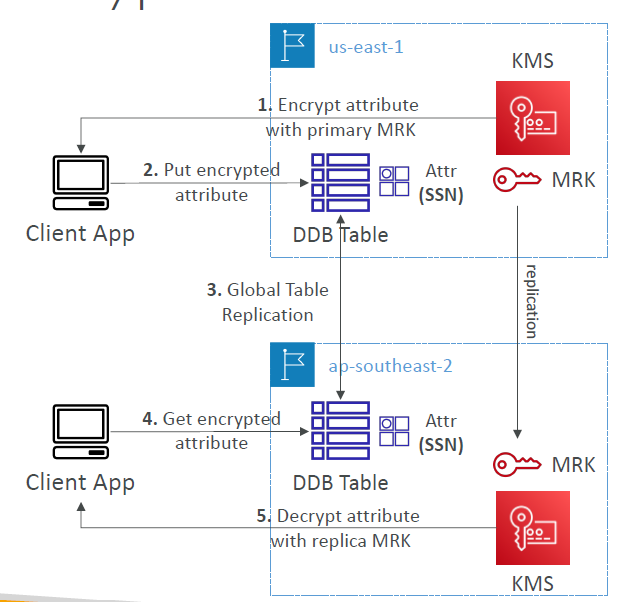 us-east-1
KMS
1. Encrypt attribute
with primary MRK
2. Put encrypted
attribute
Attr
(SSN)
MRK
Client App
DDB Table
3. Global Table
Replication
replication
ap-southeast-2
4. Get encrypted
attribute
Attr
(SSN)
MRK
Client App
DDB Table
5. Decrypt attribute
with replica MRK
KMS